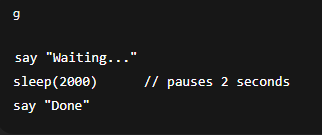 g
say "Waiting..."
sleep(2000)      // pauses 2 seconds
say "Done"